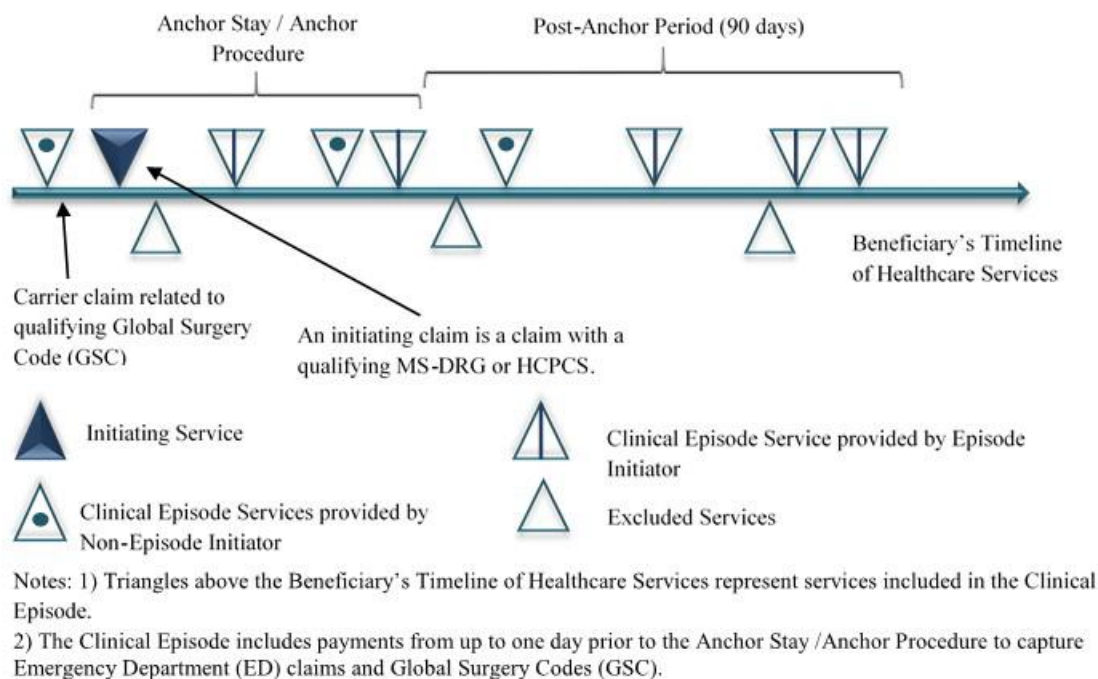 Anchor Stay / Anchor
Procedure
Post-Anchor Period (90 days)
Beneficiary's Timeline
of Healthcare Services
Carrier claim related to
qualifying Global Surgery
Code (GSC)
An initiating claim is a claim with a
qualifying MS-DRG or HCPCS.
Initiating Service
Clinical Episode Service provided by Episode
Initiator
Clinical Episode Services provided by
Non-Episode Initiator
Excluded Services
Notes: 1) Triangles above the Beneficiary's Timeline of Healthcare Services represent services included in the Clinical
Episode.
2) The Clinical Episode includes payments from up to one day prior to the Anchor Stay /Anchor Procedure to capture
Emergency Department (ED) claims and Global Surgery Codes (GSC).